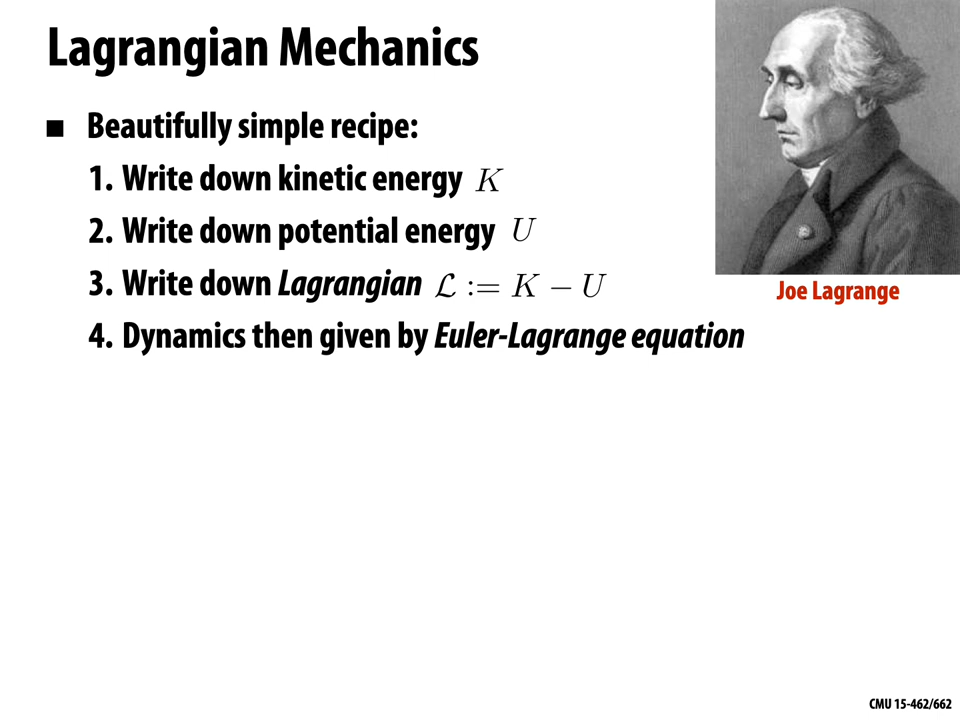 Lagrangian Mechanics
■ Beautifully simple recipe:
1. Write down kinetic energy K
2. Write down potential energy U
3. Write down Lagrangian ℒ := K − U
4. Dynamics then given by Euler-Lagrange equation
Joe Lagrange
CMU 15-462/662